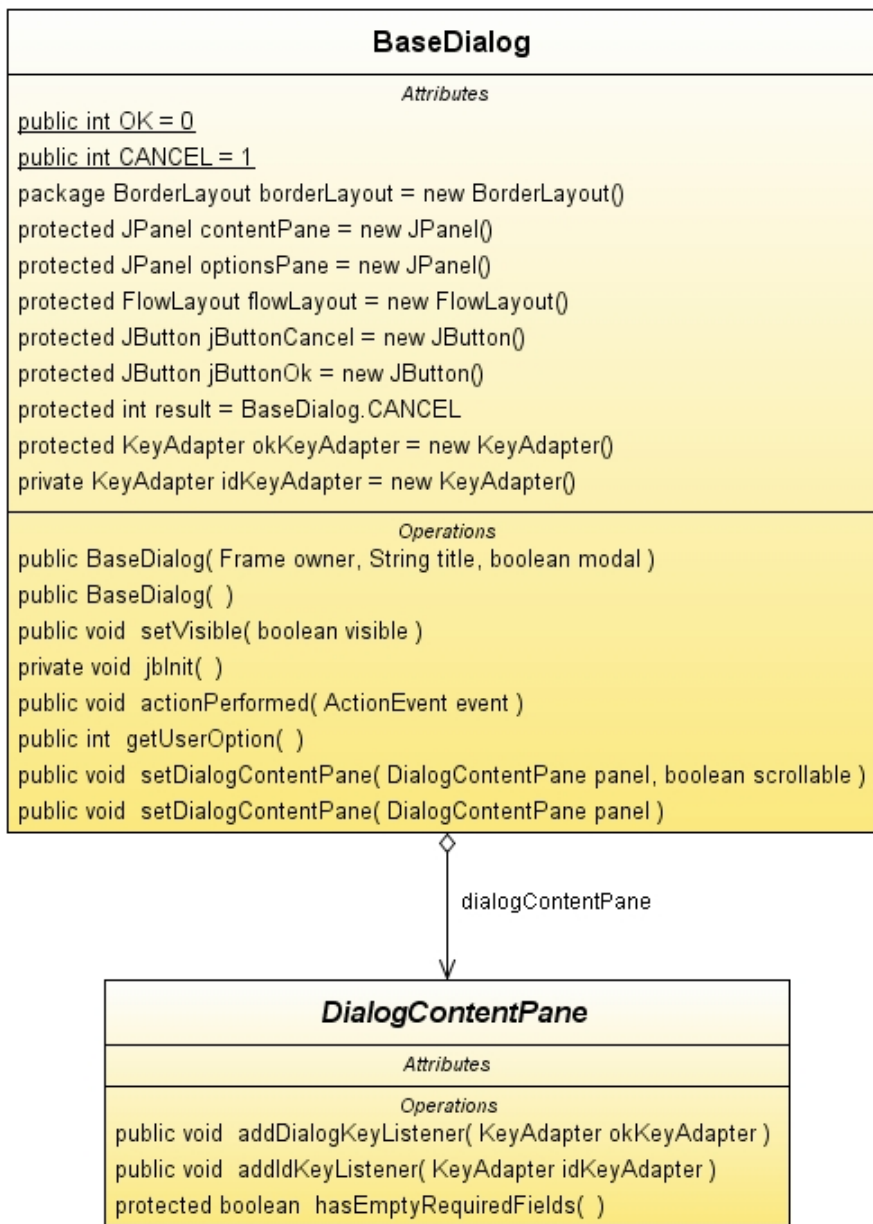 BaseDialog
Attributes
public int OK = 0
public int CANCEL = 1
package BorderLayout borderLayout = new BorderLayout()
protected JPanel contentPane = new JPanel()
protected JPanel optionsPane = new JPanel()
protected FlowLayout flowLayout = new FlowLayout()
protected JButton jButtonCancel = new JButton()
protected JButton jButtonOk = new JButton()
protected int result = BaseDialog.CANCEL
protected KeyAdapter okKeyAdapter = new KeyAdapter()
private KeyAdapter idKeyAdapter = new KeyAdapter()
Operations
public BaseDialog( Frame owner, String title, boolean modal )
public BaseDialog( )
public void setVisible( boolean visible )
private void jbInit( )
public void actionPerformed( ActionEvent event )
public int getUserOption( )
public void setDialogContentPane( DialogContentPane panel, boolean scrollable )
public void setDialogContentPane( DialogContentPane panel )
dialogContentPane
DialogContentPane
Attributes
Operations
public void addDialogKeyListener( KeyAdapter okKeyAdapter )
public void addIdKeyListener( KeyAdapter idKeyAdapter )
protected boolean hasEmptyRequiredFields( )